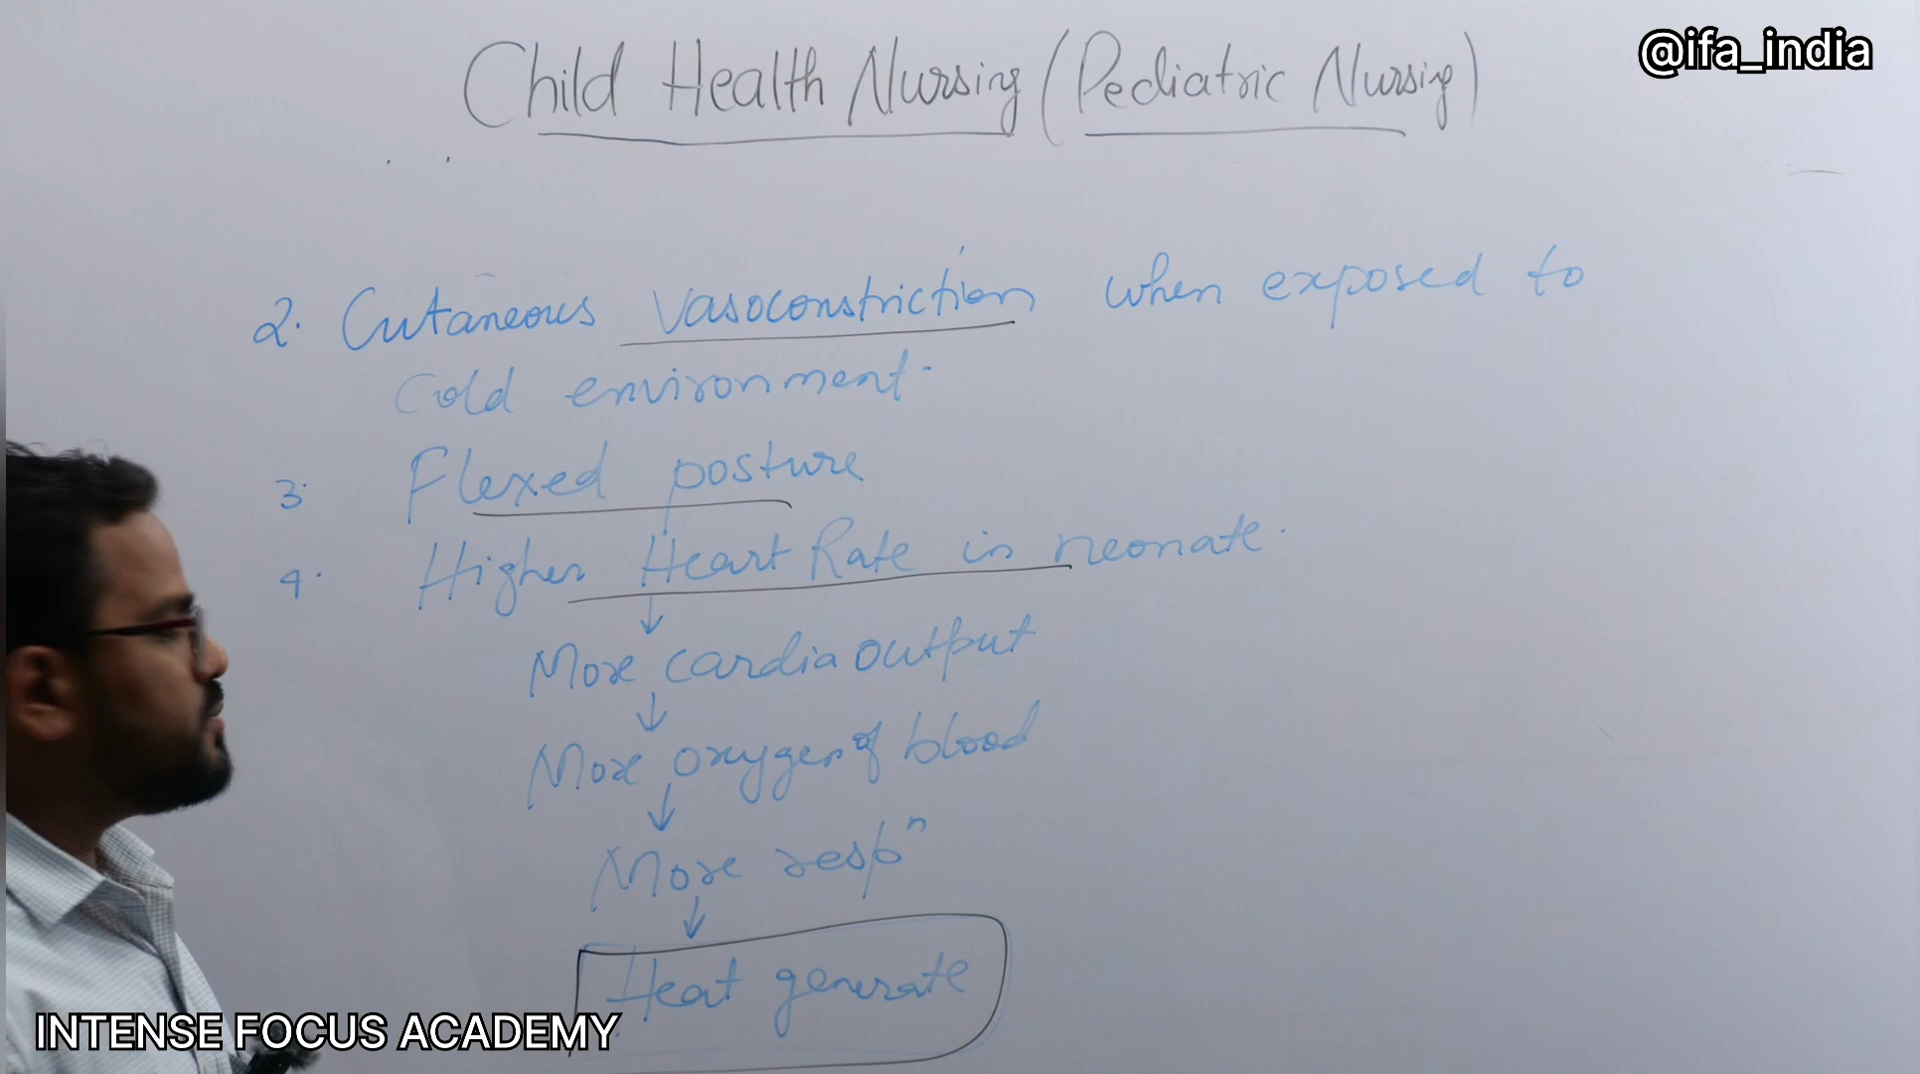 @ifa_india
Child Health Nursing (Pediatric Nursing)
2. Cutaneous vasoconstriction when exposed to
Cold environment.
3. Flexed posture
4. Higher Heart Rate in neonate.
↓
More cardia output
↓
More oxygen of blood
↓
More respⁿ
↓
Heat generate
INTENSE FOCUS ACADEMY